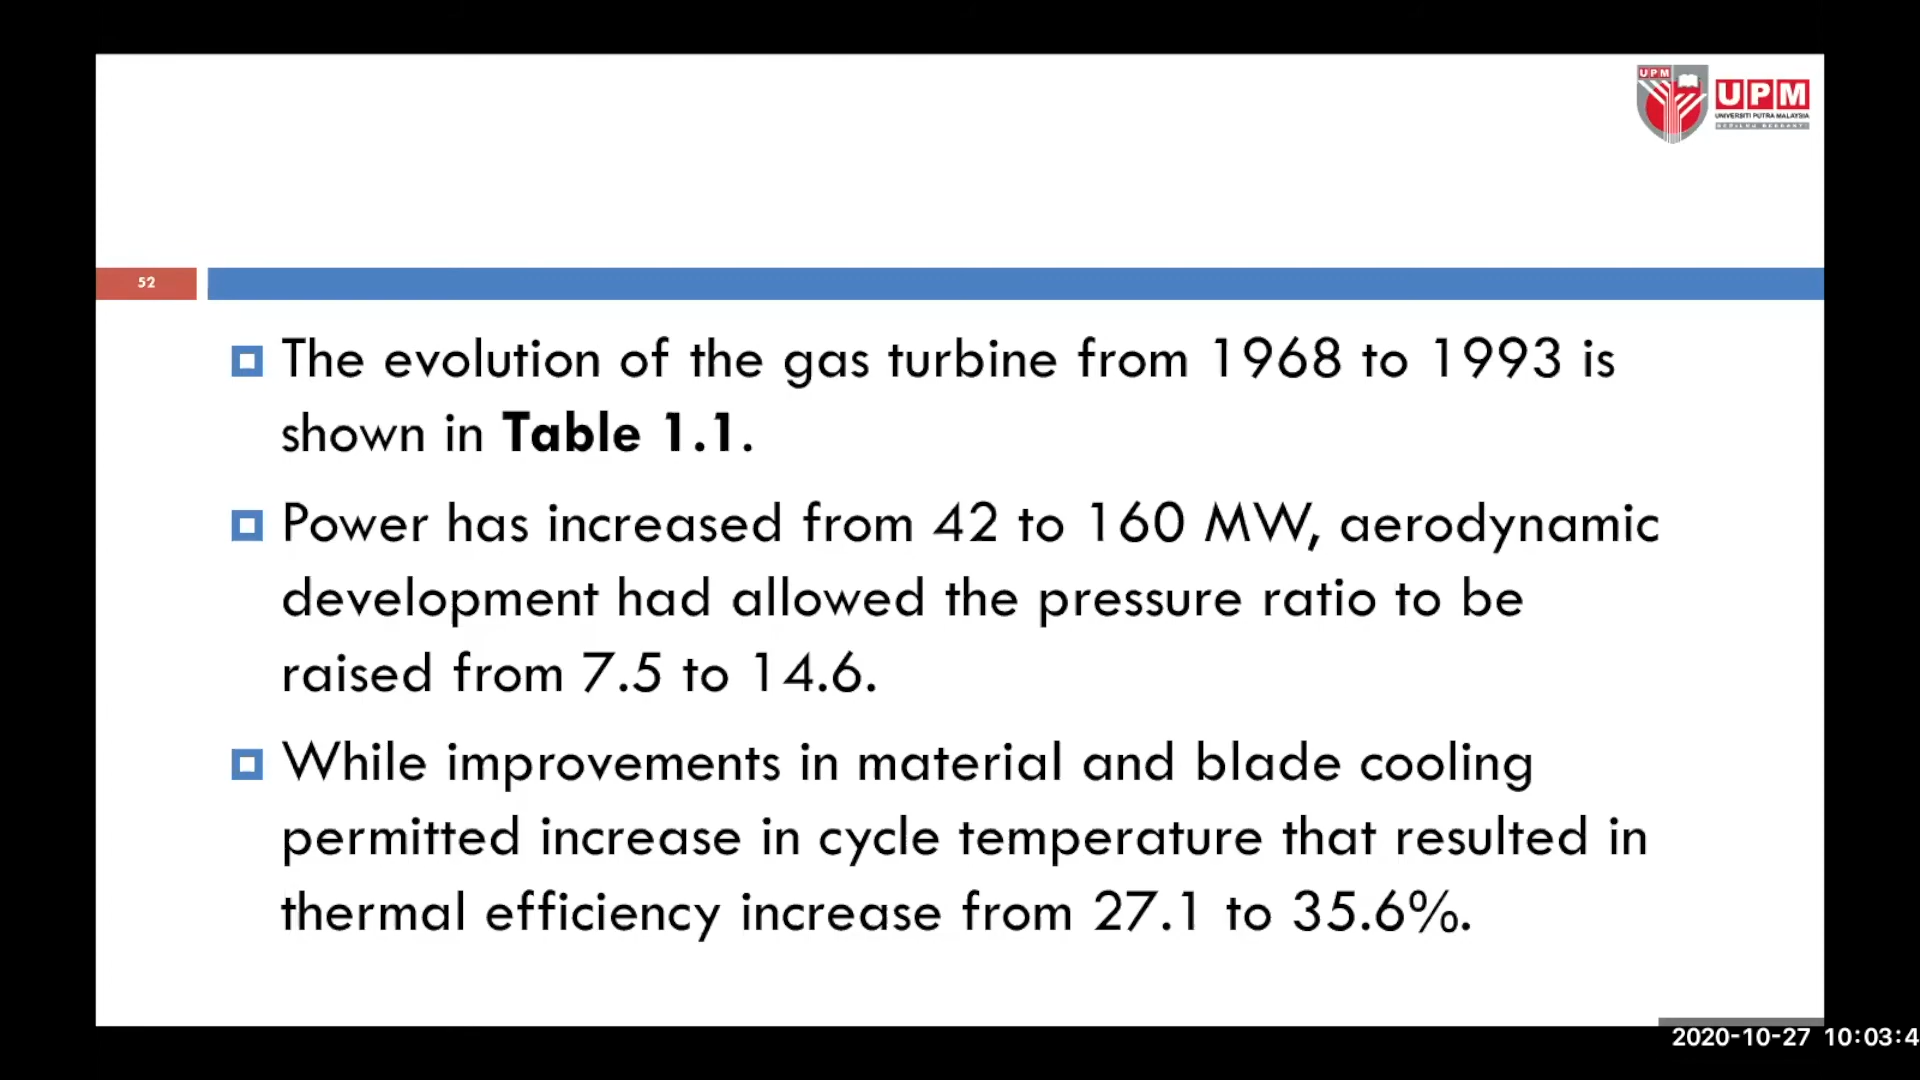 UPM
UPM
UNIVERSITI PUTRA MALAYSIA
52
The evolution of the gas turbine from 1968 to 1993 is
shown in Table 1.1.
Power has increased from 42 to 160 MW, aerodynamic
development had allowed the pressure ratio to be
raised from 7.5 to 14.6.
While improvements in material and blade cooling
permitted increase in cycle temperature that resulted in
thermal efficiency increase from 27.1 to 35.6%.
2020-10-27 10:03:4